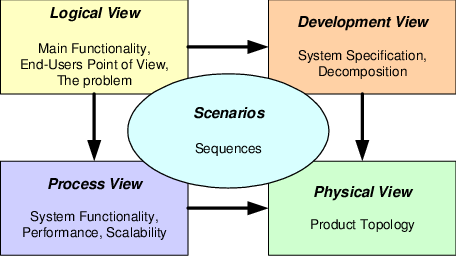 Logical View
Main Functionality,
End-Users Point of View,
The problem
Development View
System Specification,
Decomposition
Scenarios
Sequences
Process View
System Functionality,
Performance, Scalability
Physical View
Product Topology